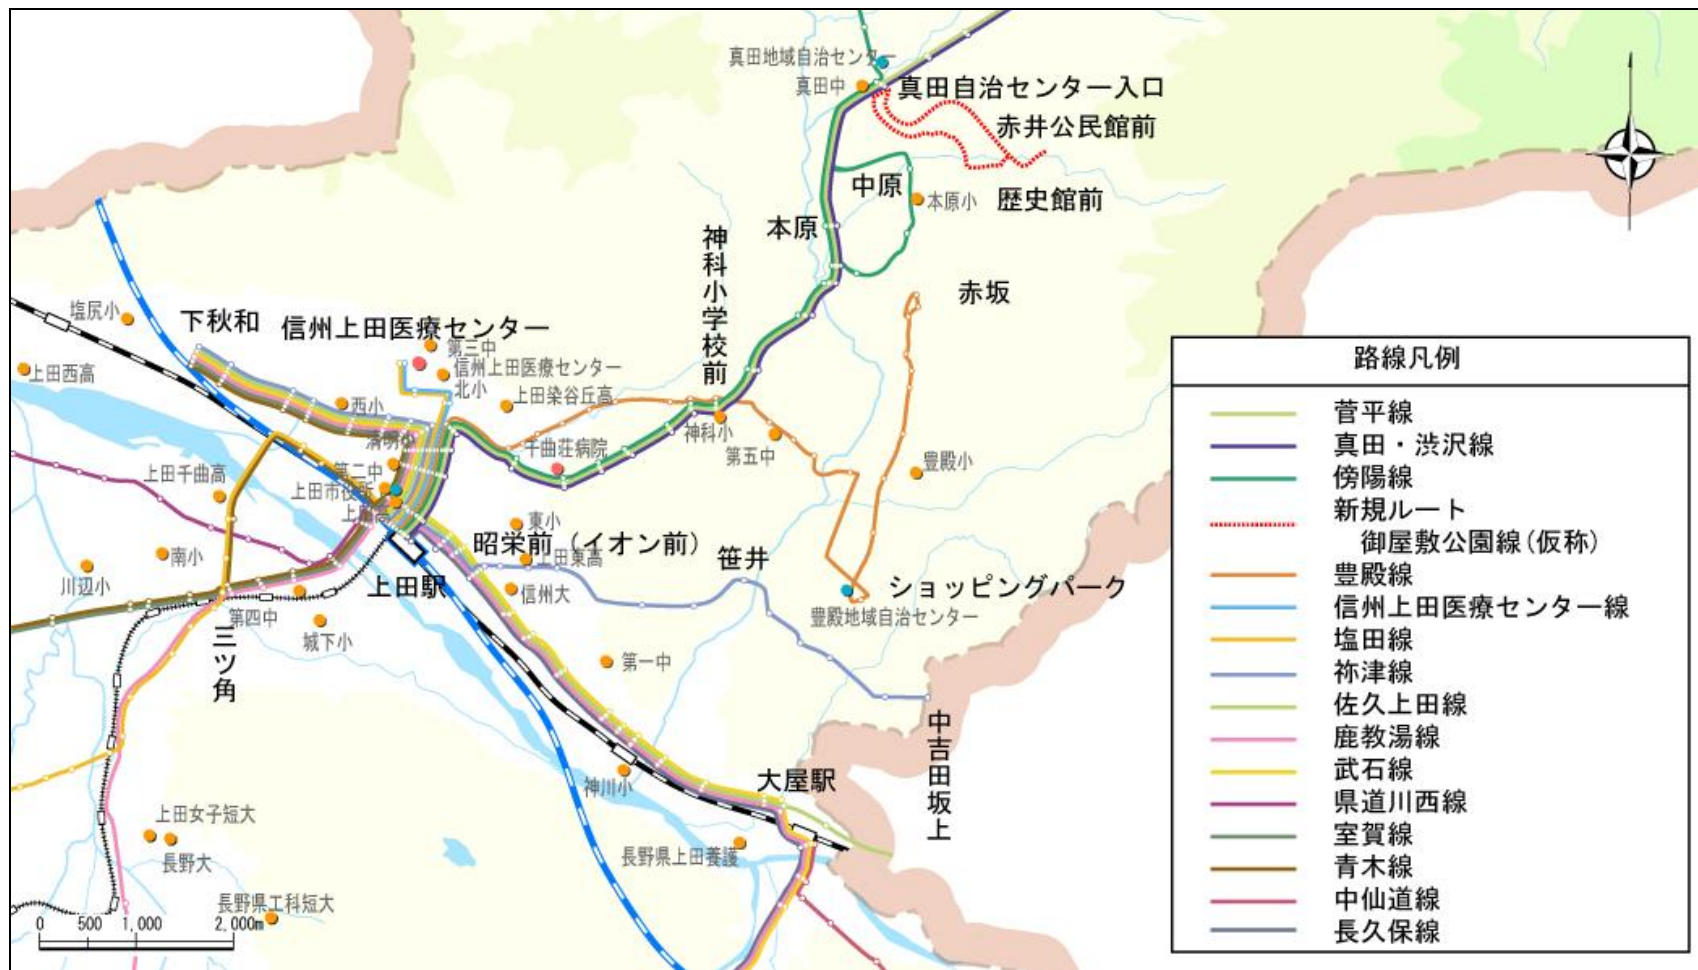 真田地域自治センター
真田中
真田自治センター入口
赤井公民館前
中原
本原小
歴史館前
本原
神科小学校前
赤坂
塩尻小
下秋和
信州上田医療センター
第三中
信州上田医療センター
北小
上田西高
西小
上田染谷丘高
清明小
千曲荘病院
神科小
第五中
豊殿小
上田千曲高
第二中
上田市役所
上田高
東小
昭栄前（イオン前）
上田東高
笹井
南小
川辺小
上田駅
信州大
ショッピングパーク
豊殿地域自治センター
第四中
城下小
三ツ角
第一中
中吉田坂上
大屋駅
神川小
上田女子短大
長野大
長野県上田養護
長野県工科短大
0 500 1,000 2,000m
路線凡例
菅平線
真田・渋沢線
傍陽線
新規ルート
御屋敷公園線(仮称)
豊殿線
信州上田医療センター線
塩田線
祢津線
佐久上田線
鹿教湯線
武石線
県道川西線
室賀線
青木線
中仙道線
長久保線